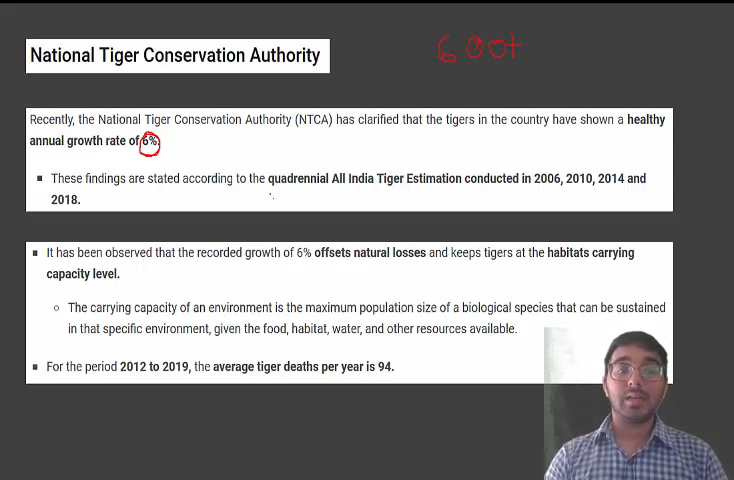 National Tiger Conservation Authority
Recently, the National Tiger Conservation Authority (NTCA) has clarified that the tigers in the country have shown a healthy
annual growth rate of 6%.
These findings are stated according to the quadrennial All India Tiger Estimation conducted in 2006, 2010, 2014 and
2018.
It has been observed that the recorded growth of 6% offsets natural losses and keeps tigers at the habitats carrying
capacity level.
The carrying capacity of an environment is the maximum population size of a biological species that can be sustained
in that specific environment, given the food, habitat, water, and other resources available.
For the period 2012 to 2019, the average tiger deaths per year is 94.